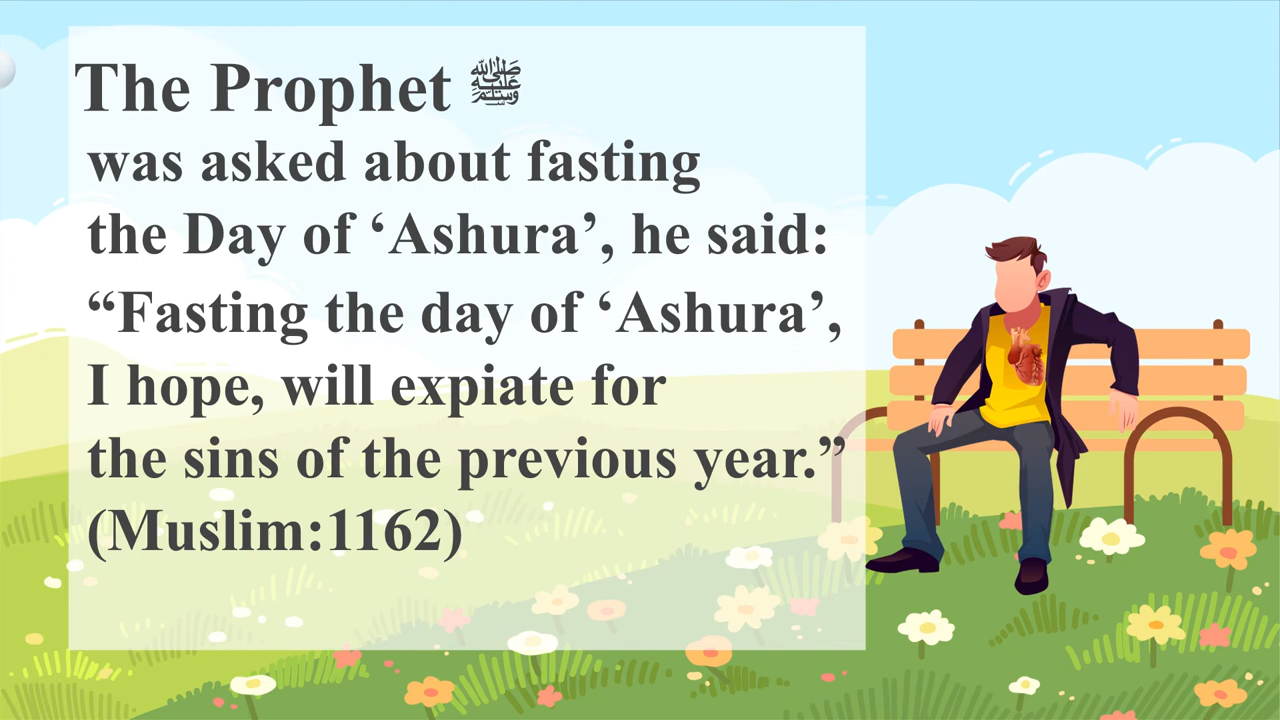 The Prophet ﷺ
was asked about fasting
the Day of ‘Ashura’, he said:
“Fasting the day of ‘Ashura’,
I hope, will expiate for
the sins of the previous year.”
(Muslim:1162)